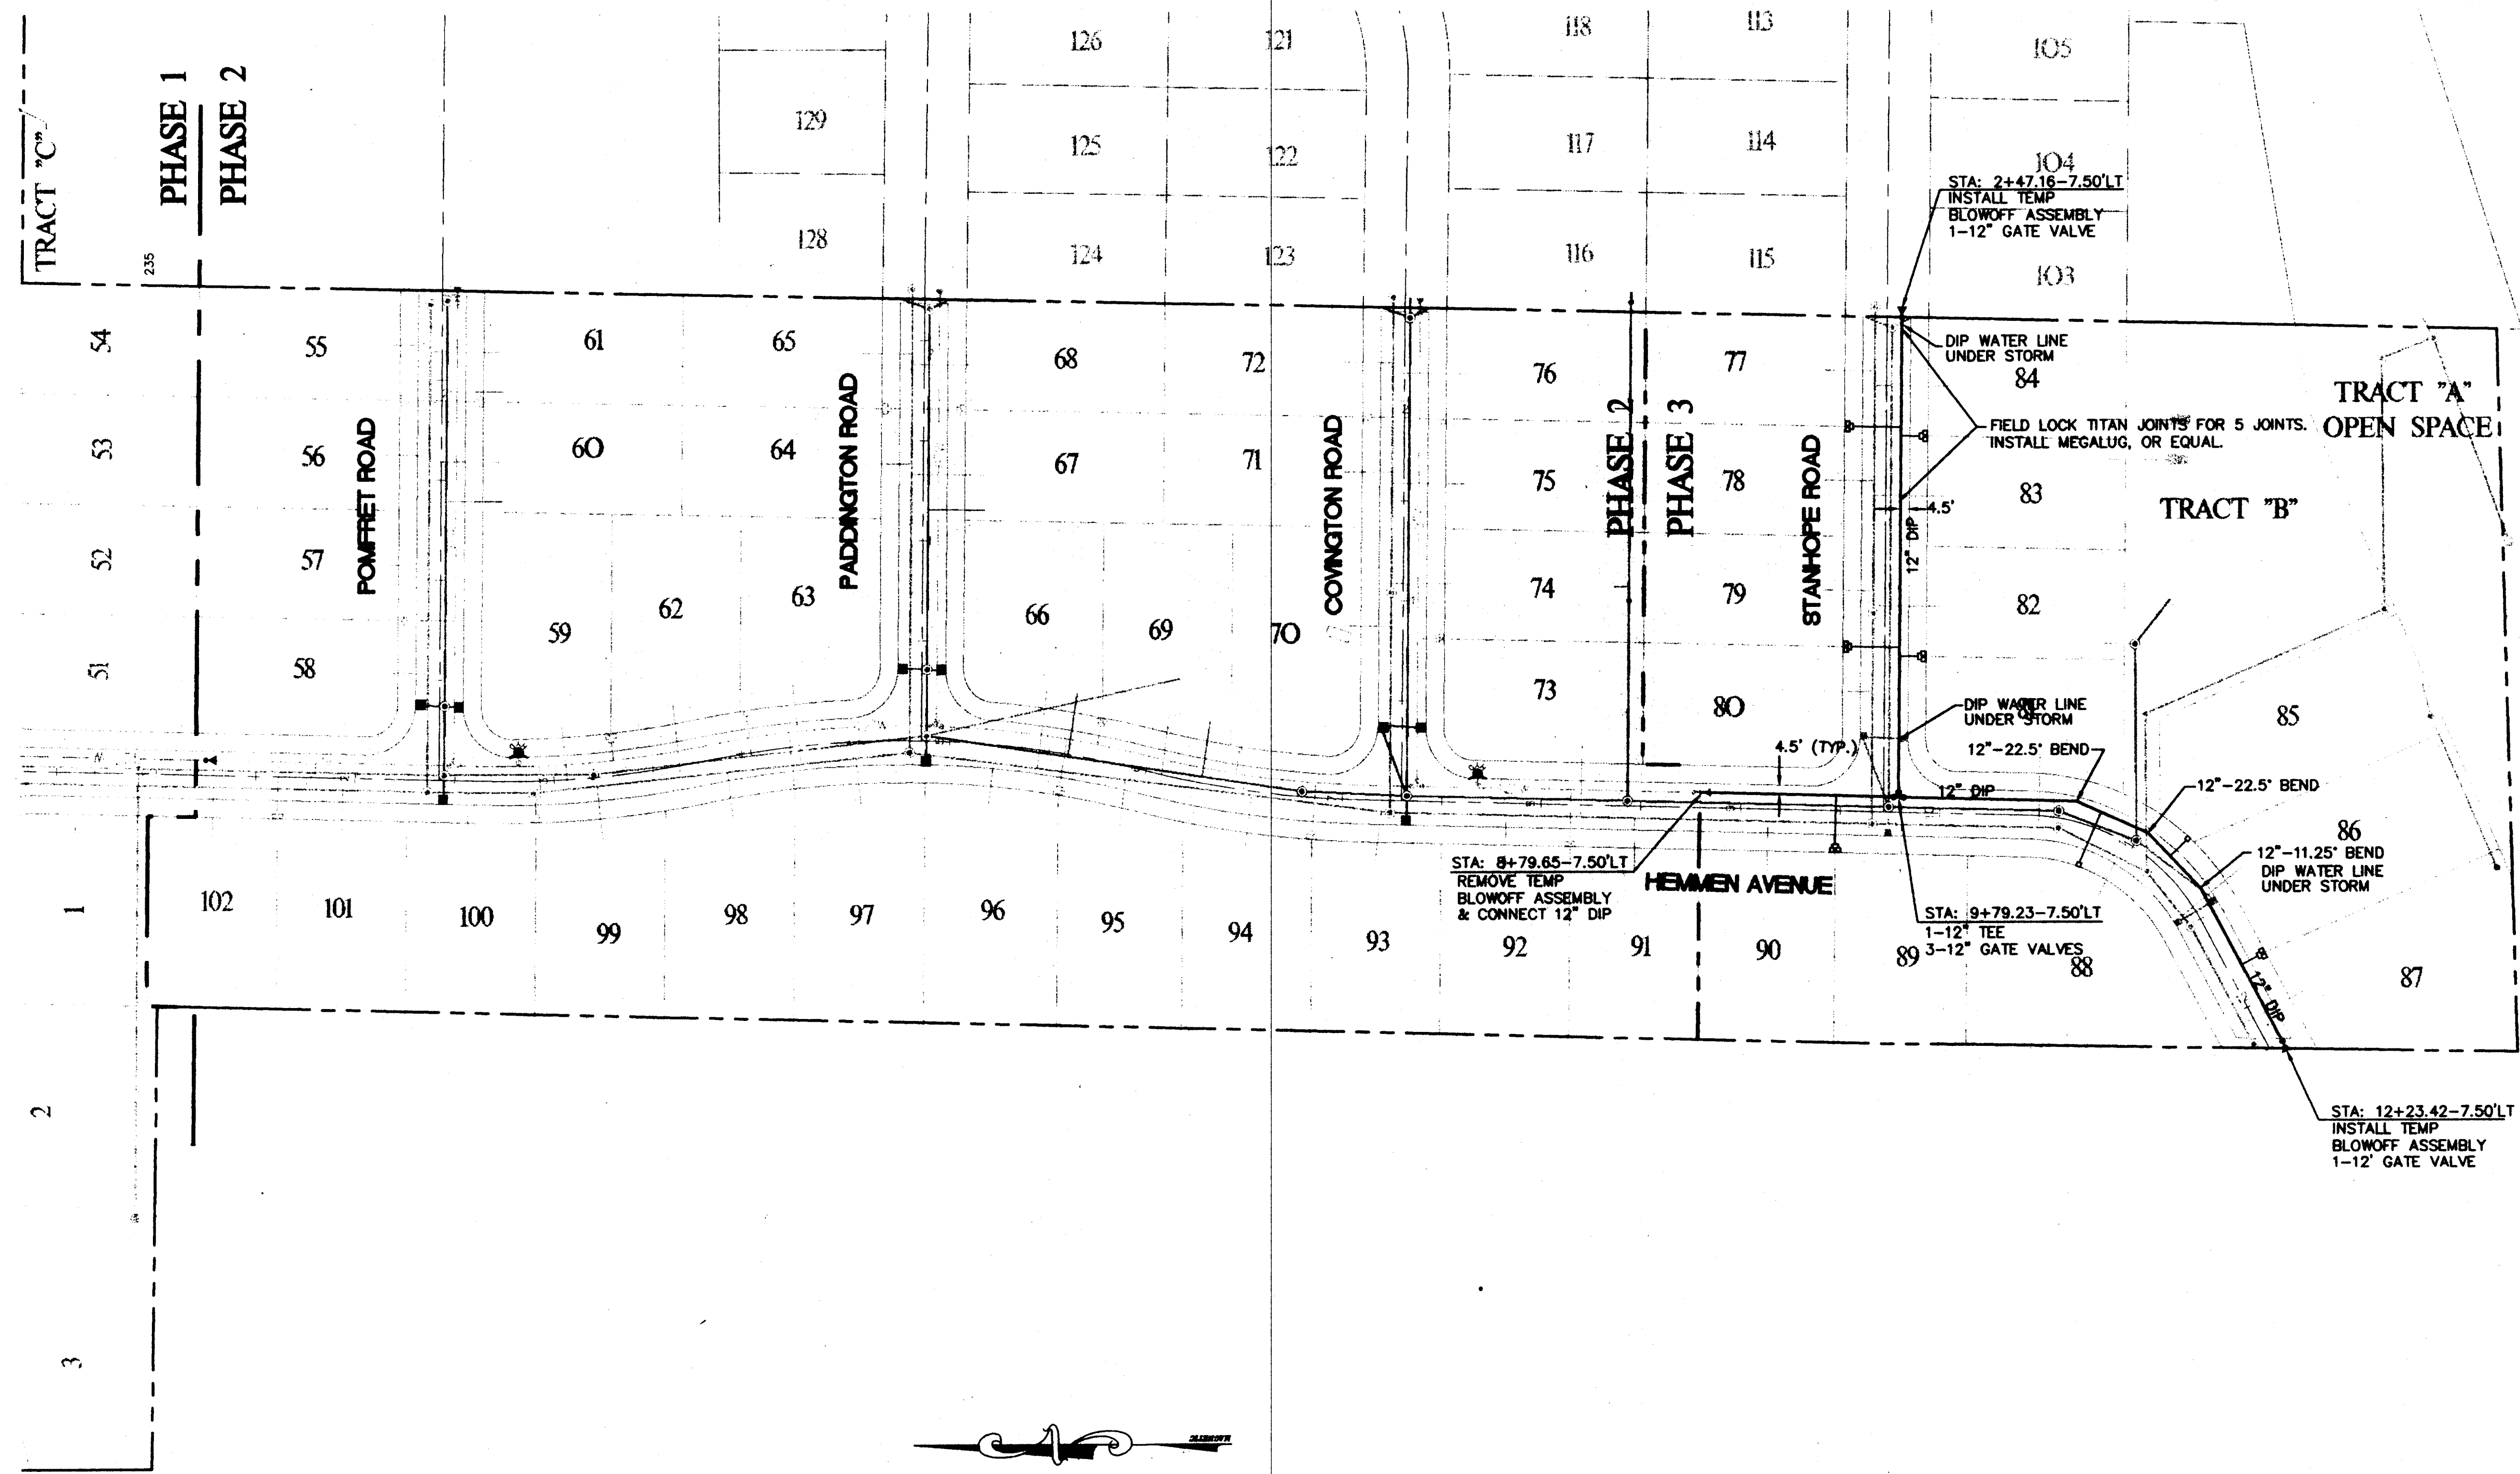 126
121
118
113
105
PHASE 1
PHASE 2
TRACT "C"
129
125
122
117
114
104
STA: 2+47.16-7.50'LT
INSTALL TEMP
BLOWOFF ASSEMBLY
1-12" GATE VALVE
128
124
123
116
115
103
235
54
55
61
65
68
72
76
77
DIP WATER LINE
UNDER STORM
84
TRACT "A"
OPEN SPACE
53
56
60
64
67
71
75
78
83
FIELD LOCK TITAN JOINTS FOR 5 JOINTS.
INSTALL MEGALUG, OR EQUAL.
POMFRET ROAD
PADDINGTON ROAD
COVINGTON ROAD
PHASE 2
PHASE 3
STANHOPE ROAD
4.5'
12" DIP
TRACT "B"
52
57
62
63
74
79
82
51
58
59
66
69
70
73
80
DIP WATER LINE
UNDER STORM
85
4.5' (TYP.)
12"-22.5° BEND
12"-22.5° BEND
12" DIP
86
12"-11.25° BEND
DIP WATER LINE
UNDER STORM
STA: 8+79.65-7.50'LT
REMOVE TEMP
BLOWOFF ASSEMBLY
& CONNECT 12" DIP
HEMMEN AVENUE
STA: 9+79.23-7.50'LT
1-12" TEE
3-12" GATE VALVES
1
102
101
100
99
98
97
96
95
94
93
92
91
90
89
88
87
12" DIP
2
STA: 12+23.42-7.50'LT
INSTALL TEMP
BLOWOFF ASSEMBLY
1-12' GATE VALVE
3
MAGNETIC